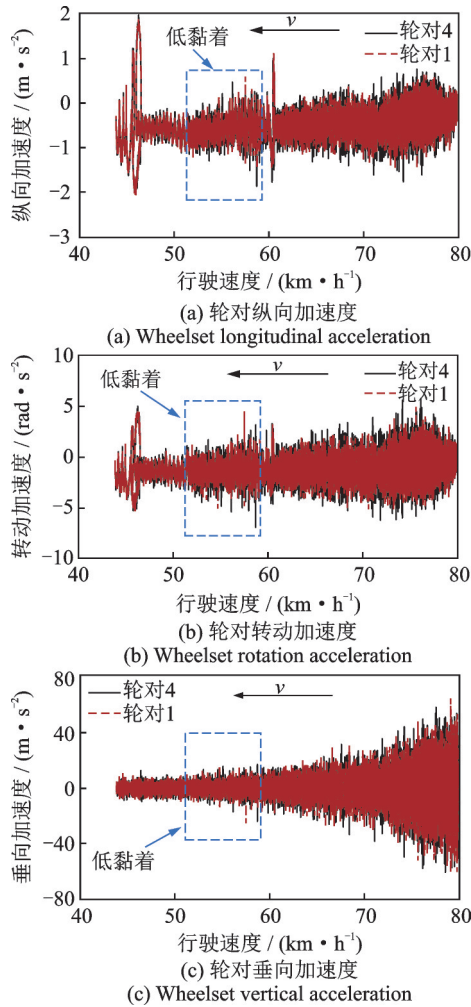 2
1
0
−1
−2
−3
纵向加速度 / (m·s⁻²)
低黏着
v
轮对4
轮对1
40 50 60 70 80
行驶速度 / (km·h⁻¹)
(a) 轮对纵向加速度
(a) Wheelset longitudinal acceleration
10
5
0
−5
−10
转动加速度 / (rad·s⁻²)
低黏着
v
轮对4
轮对1
40 50 60 70 80
行驶速度 / (km·h⁻¹)
(b) 轮对转动加速度
(b) Wheelset rotation acceleration
80
40
0
−40
−80
垂向加速度 / (m·s⁻²)
轮对4
轮对1
v
低黏着
40 50 60 70 80
行驶速度 / (km·h⁻¹)
(c) 轮对垂向加速度
(c) Wheelset vertical acceleration